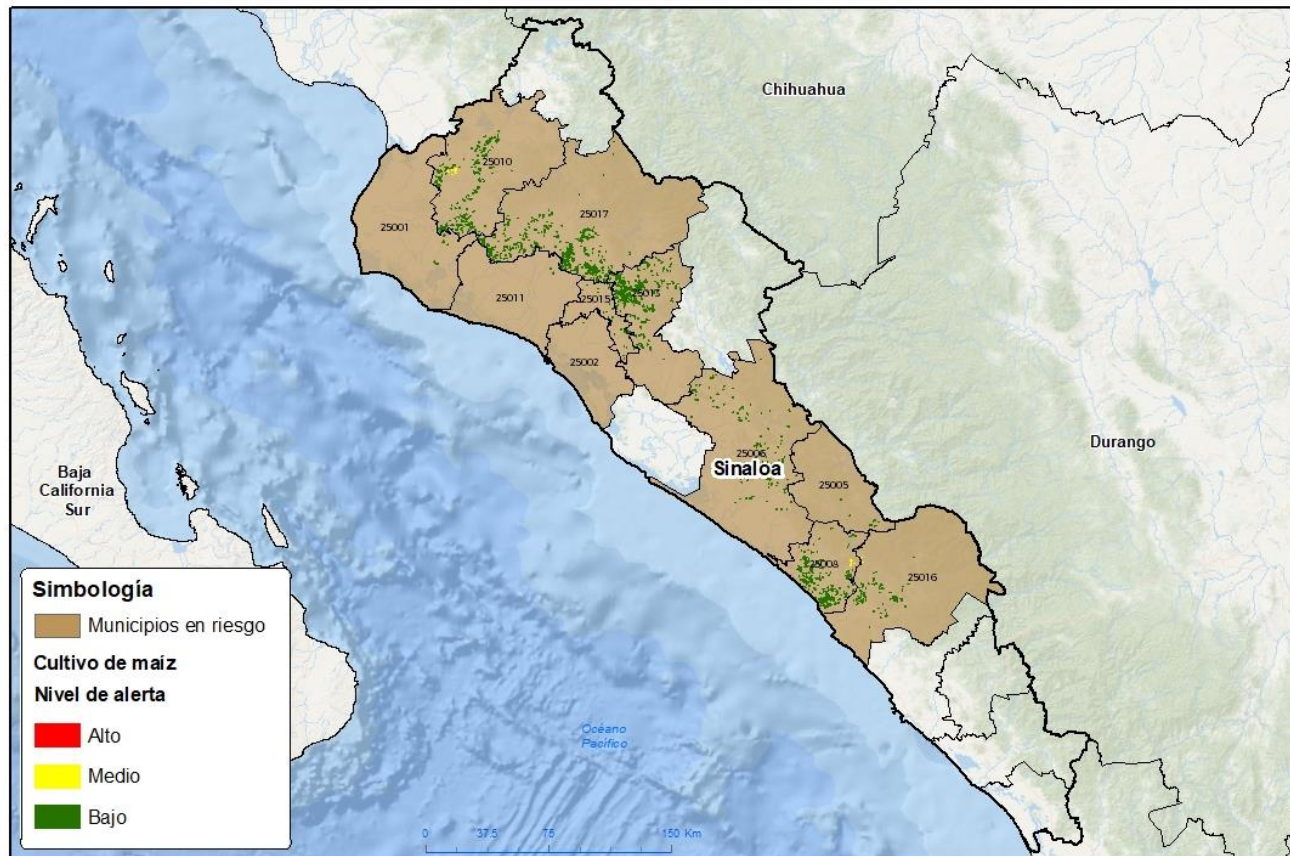 Chihuahua
25010
25001
25017
25011
25015
25013
25002
Durango
25006
Sinaloa
25005
Baja
California
Sur
25008
25016
Simbología
Municipios en riesgo
Cultivo de maíz
Nivel de alerta
Alto
Medio
Bajo
Océano
Pacífico
0 37.5 75 150 Km